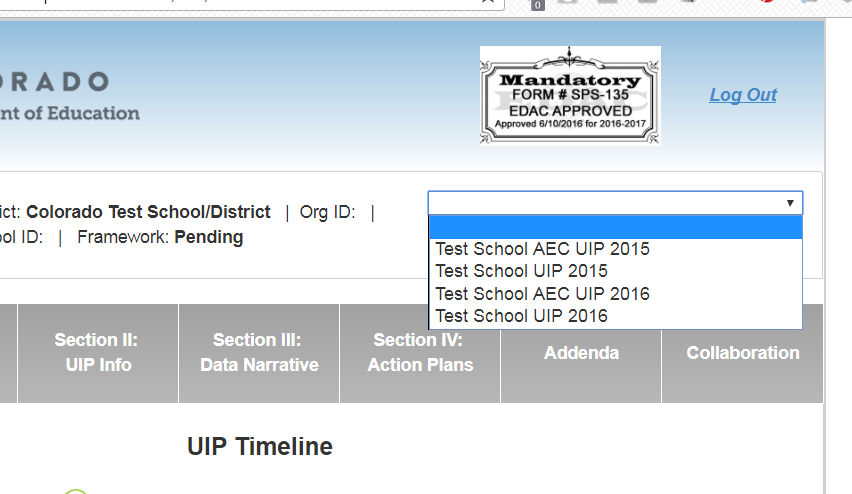 0
ORADO
nt of Education
Mandatory
FORM # SPS-135
EDAC APPROVED
Approved 6/10/2016 for 2016-2017
Log Out
ict: Colorado Test School/District | Org ID: |
ool ID: | Framework: Pending
Test School AEC UIP 2015
Test School UIP 2015
Test School AEC UIP 2016
Test School UIP 2016
Section II:
UIP Info
Section III:
Data Narrative
Section IV:
Action Plans
Addenda
Collaboration
UIP Timeline